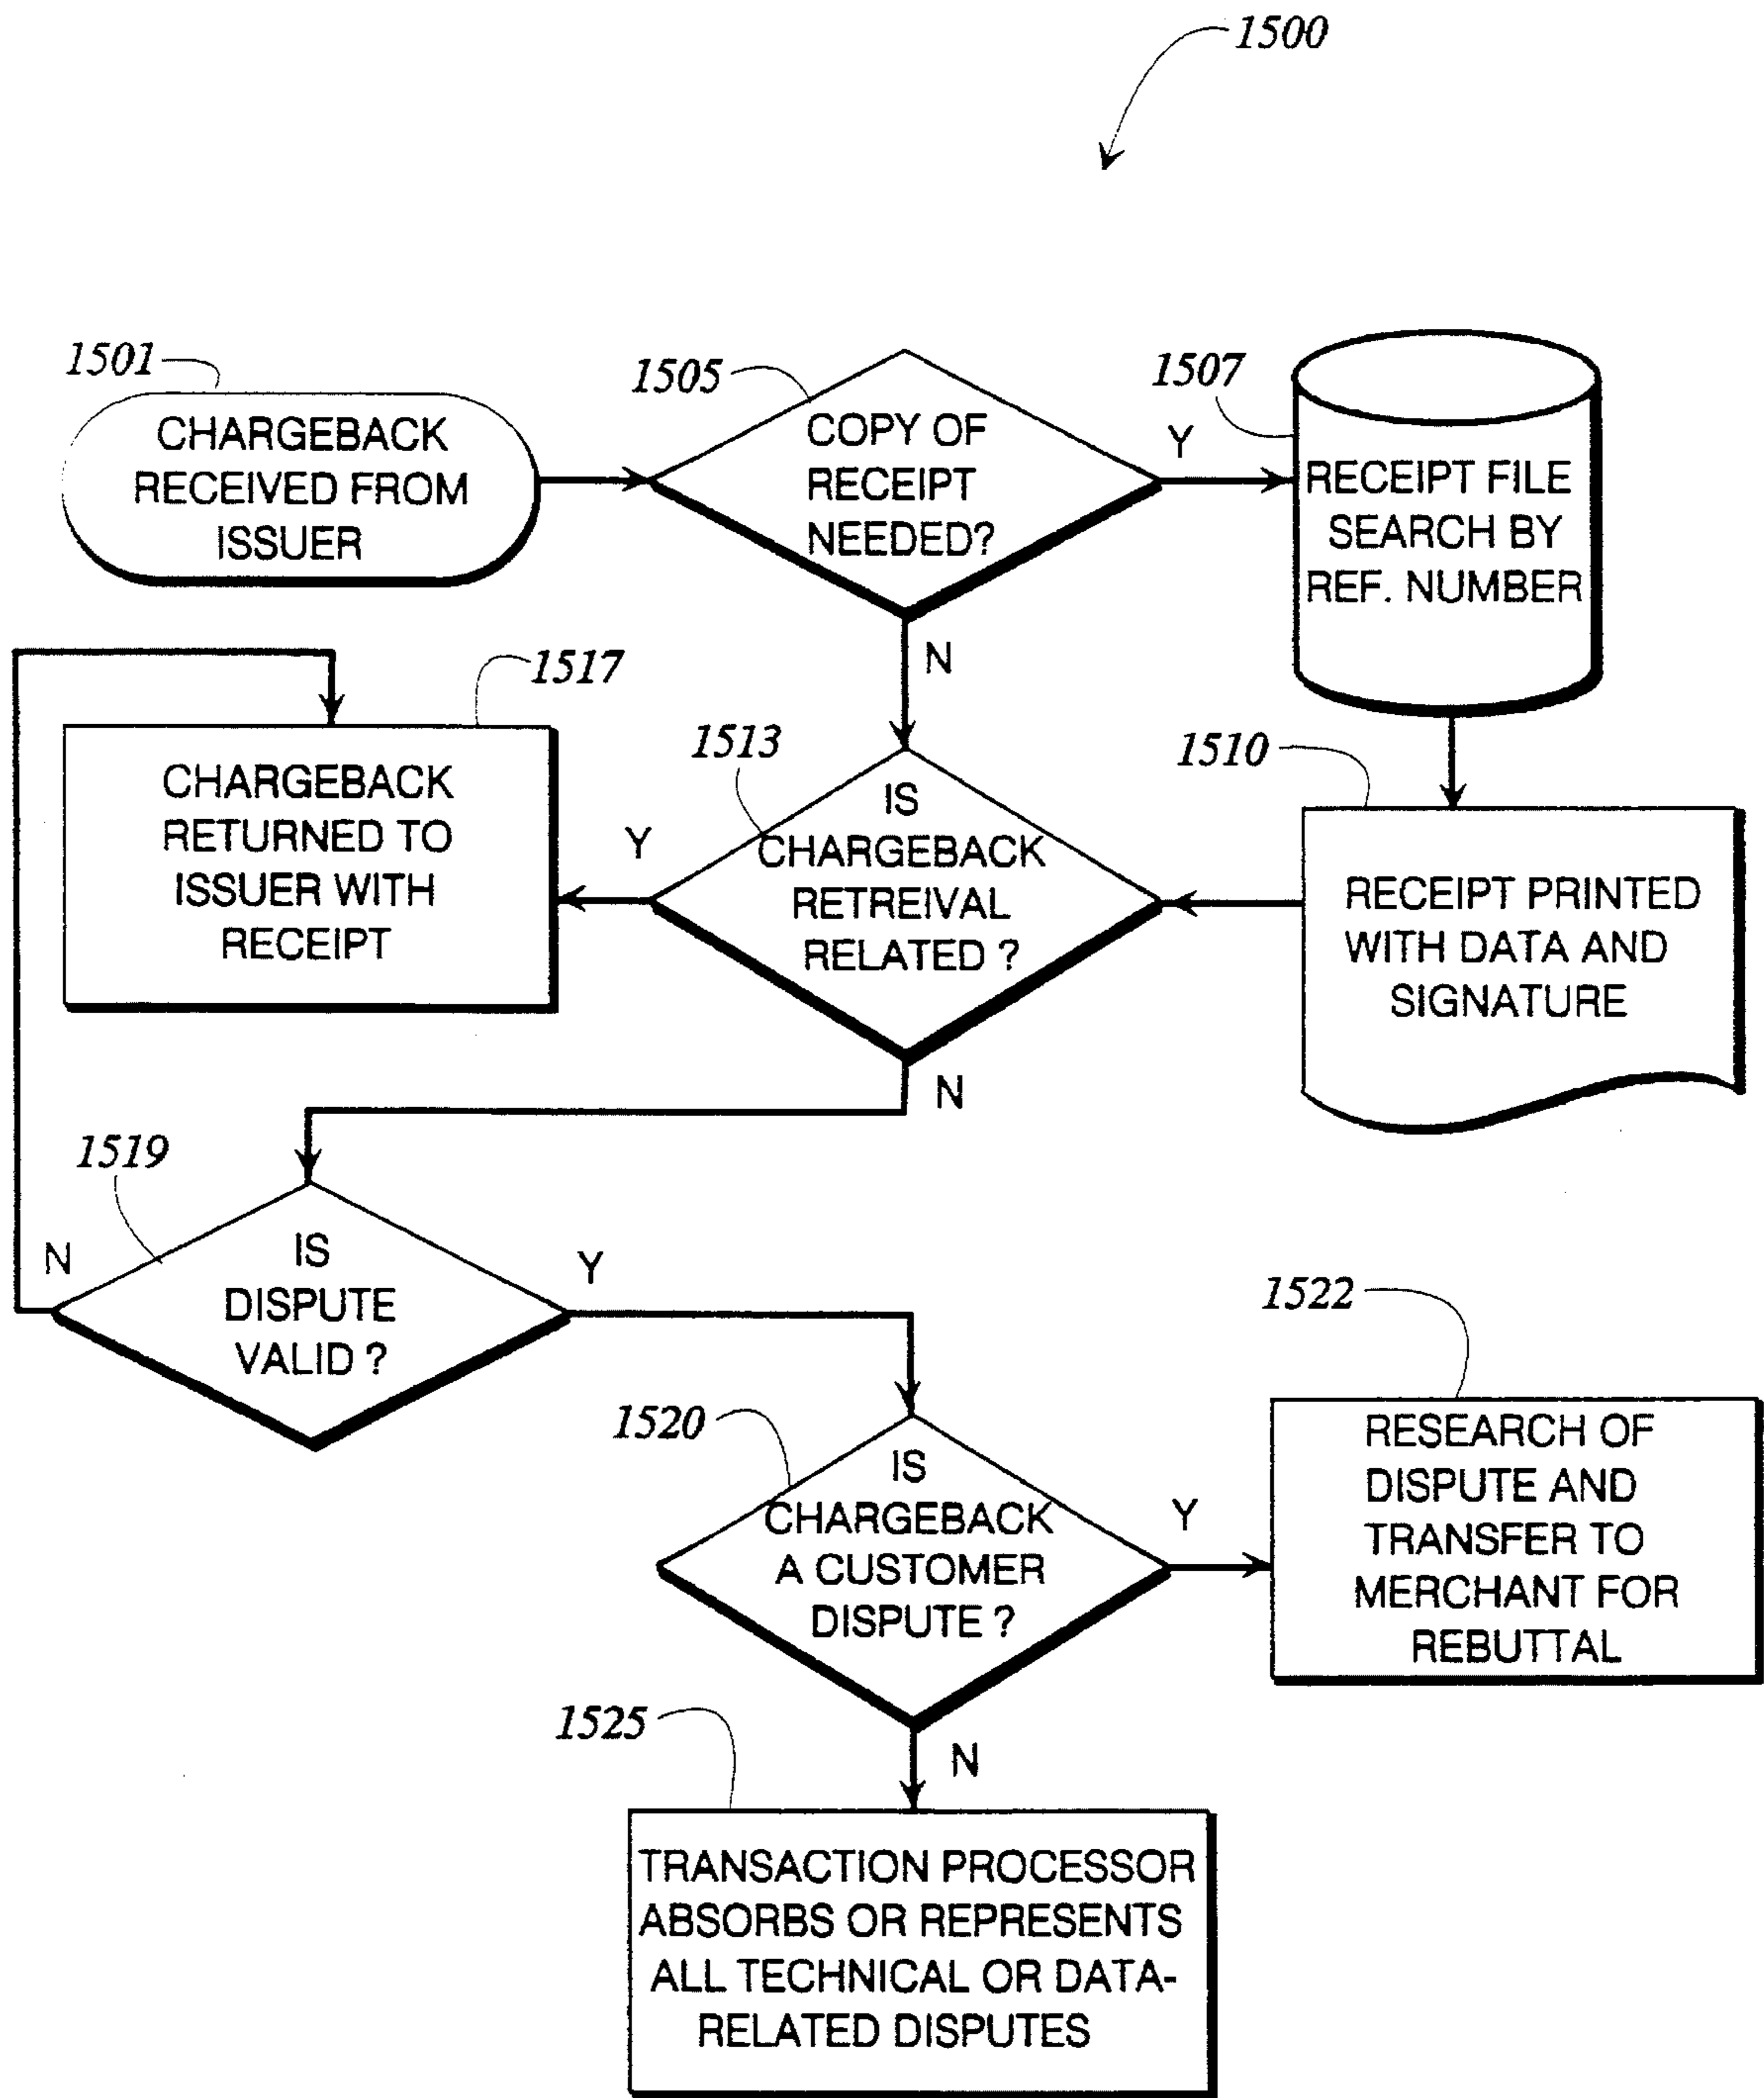 1500
1501
CHARGEBACK
RECEIVED FROM
ISSUER
1505
COPY OF
RECEIPT
NEEDED?
Y
N
1507
RECEIPT FILE
SEARCH BY
REF. NUMBER
1517
CHARGEBACK
RETURNED TO
ISSUER WITH
RECEIPT
1513
IS
CHARGEBACK
RETREIVAL
RELATED ?
Y
N
1510
RECEIPT PRINTED
WITH DATA AND
SIGNATURE
1519
IS
DISPUTE
VALID ?
N
Y
1520
IS
CHARGEBACK
A CUSTOMER
DISPUTE ?
Y
N
1522
RESEARCH OF
DISPUTE AND
TRANSFER TO
MERCHANT FOR
REBUTTAL
1525
TRANSACTION PROCESSOR
ABSORBS OR REPRESENTS
ALL TECHNICAL OR DATA-
RELATED DISPUTES